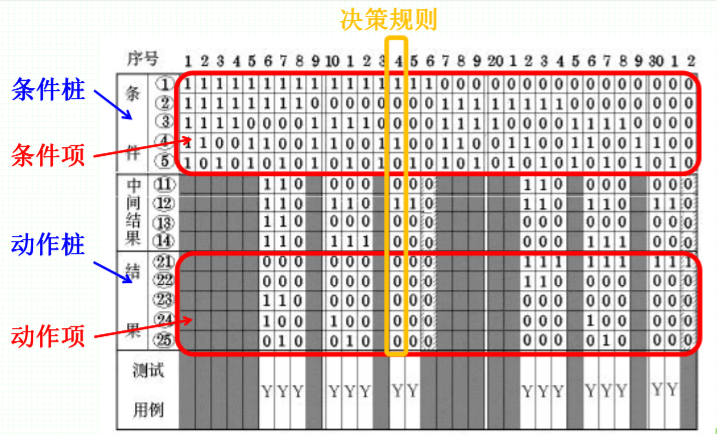 决策规则
序号 1 2 3 4 5 6 7 8 9 10 1 2 3 4 5 6 7 8 9 20 1 2 3 4 5 6 7 8 9 30 1 2
条件桩
条件项
动作桩
动作项
条件
① 1 1 1 1 1 1 1 1 1 1 1 1 1 1 1 1 0 0 0 0 0 0 0 0 0 0 0 0 0 0 0 0
② 1 1 1 1 1 1 1 1 0 0 0 0 0 0 0 0 1 1 1 1 1 1 1 1 0 0 0 0 0 0 0 0
③ 1 1 1 1 0 0 0 0 1 1 1 1 0 0 0 0 1 1 1 1 0 0 0 0 1 1 1 1 0 0 0 0
④ 1 1 0 0 1 1 0 0 1 1 0 0 1 1 0 0 1 1 0 0 1 1 0 0 1 1 0 0 1 1 0 0
⑤ 1 0 1 0 1 0 1 0 1 0 1 0 1 0 1 0 1 0 1 0 1 0 1 0 1 0 1 0 1 0 1 0
中间结果
⑪ 1 1 0 0 0 0 0 0 0 1 1 0 0 0 0 0 0 0
⑫ 1 1 0 1 1 0 1 1 0 1 1 0 1 1 0 1 1 0
⑬ 1 1 0 0 0 0 0 0 0 0 0 0 0 0 0 0 0 0
⑭ 1 1 0 1 1 1 0 0 0 0 0 0 1 1 1 0 0 0
结果
㉑ 0 0 0 0 0 0 0 0 0 1 1 1 1 1 1 1 1 1
㉒ 0 0 0 0 0 0 0 0 0 1 1 0 0 0 0 0 0 0
㉓ 1 1 0 0 0 0 0 0 0 0 0 0 0 0 0 0 0 0
㉔ 1 0 0 1 0 0 0 0 0 0 0 0 1 0 0 0 0 0
㉕ 0 1 0 0 1 0 0 0 0 0 0 0 0 1 0 0 0 0
测试
用例
Y Y Y Y Y Y Y Y Y Y Y Y Y Y Y Y